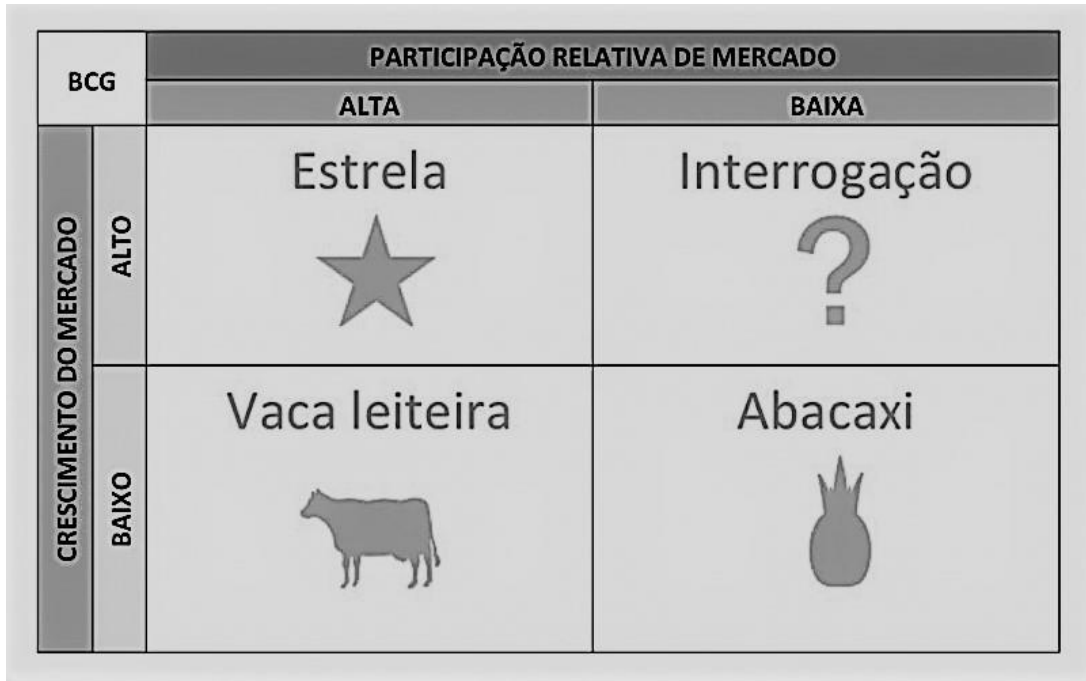 BCG
PARTICIPAÇÃO RELATIVA DE MERCADO
ALTA
BAIXA
CRESCIMENTO DO MERCADO
ALTO
Estrela
Interrogação
?
BAIXO
Vaca leiteira
Abacaxi